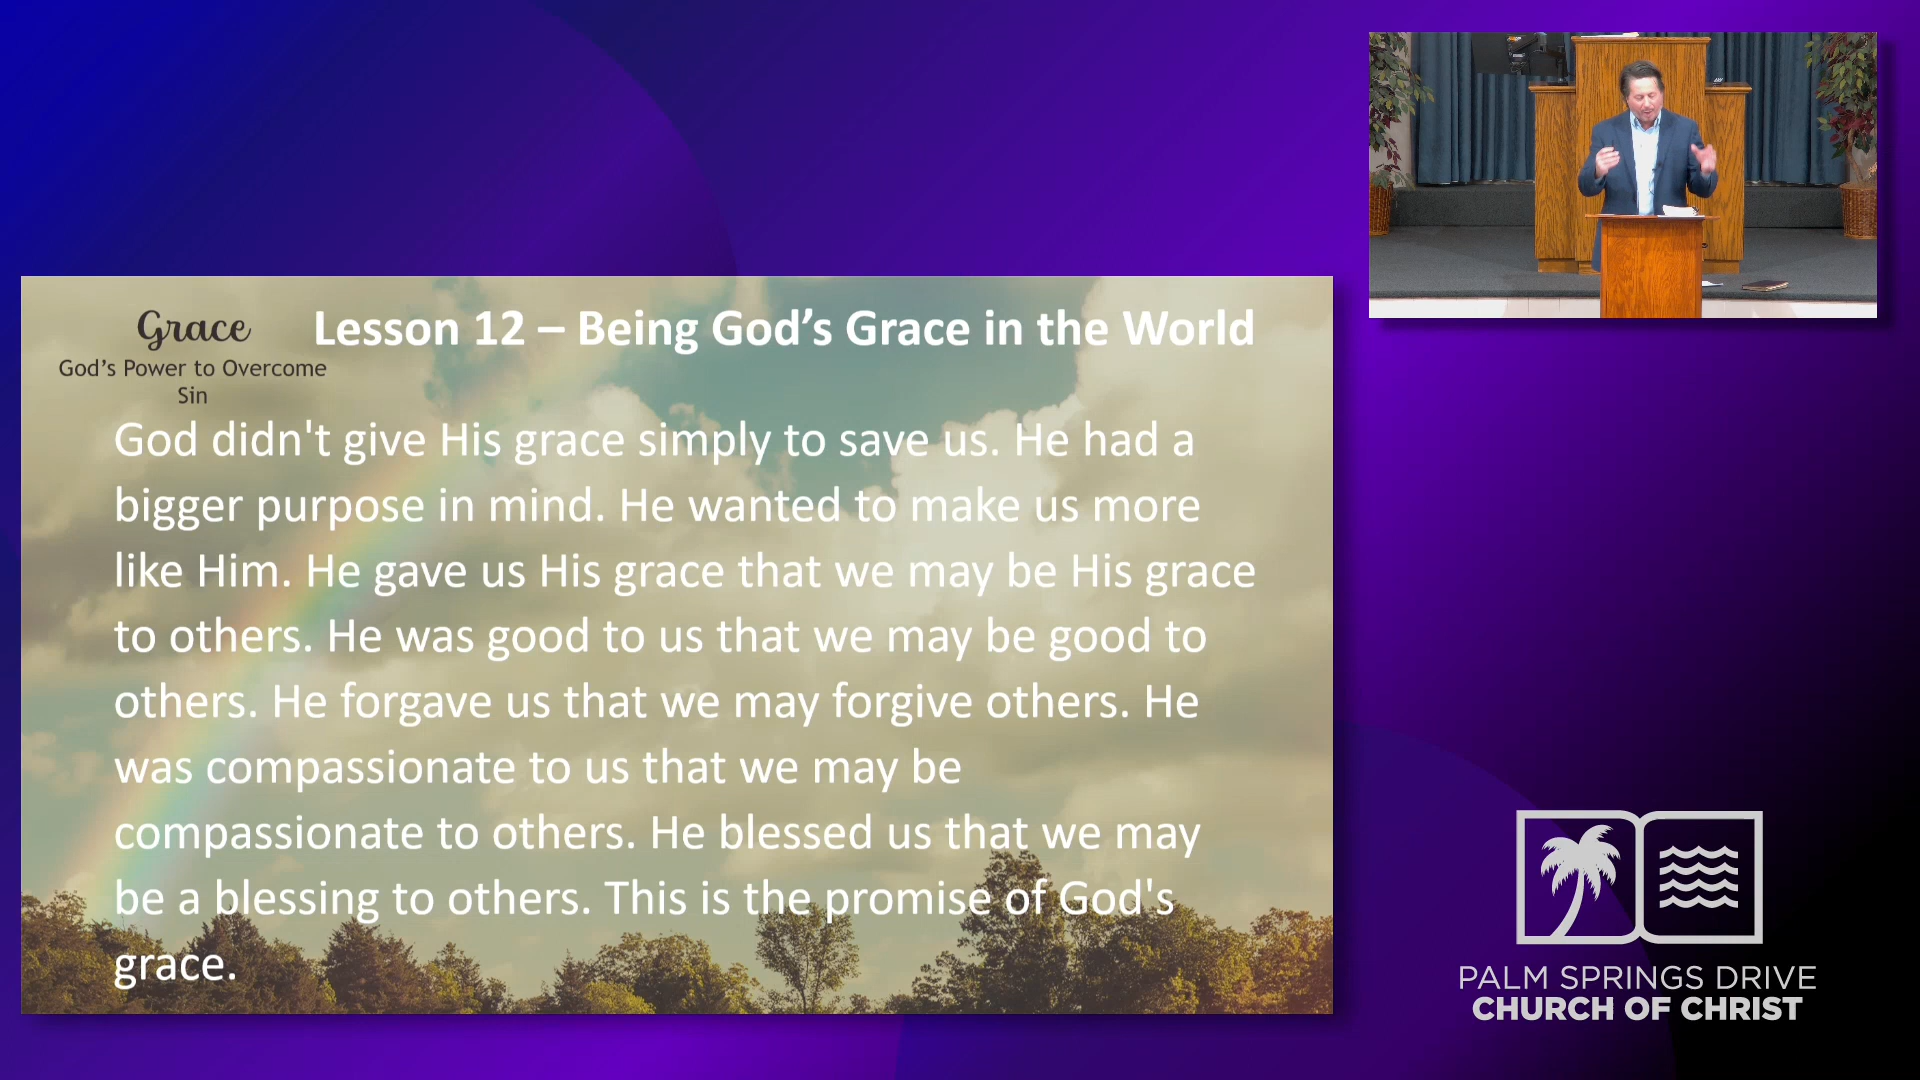 Grace
God's Power to Overcome
Sin
Lesson 12 – Being God’s Grace in the World
God didn't give His grace simply to save us. He had a
bigger purpose in mind. He wanted to make us more
like Him. He gave us His grace that we may be His grace
to others. He was good to us that we may be good to
others. He forgave us that we may forgive others. He
was compassionate to us that we may be
compassionate to others. He blessed us that we may
be a blessing to others. This is the promise of God's
grace.
PALM SPRINGS DRIVE
CHURCH OF CHRIST